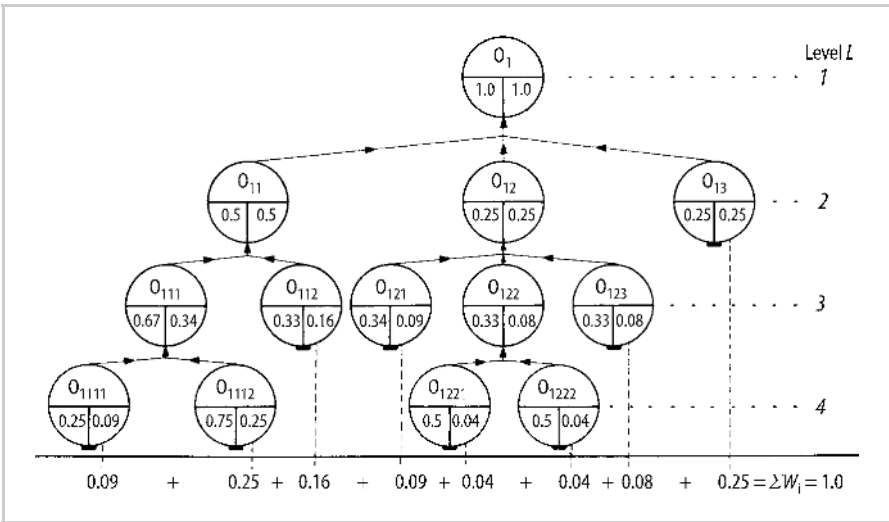 O1 Level L
1.0 1.0 1
O11 O12 O13
0.5 0.5 0.25 0.25 0.25 0.25 2
O111 O112 O121 O122 O123
0.67 0.34 0.33 0.16 0.34 0.09 0.33 0.08 0.33 0.08 3
O1111 O1112 O1221 O1222
0.25 0.09 0.75 0.25 0.5 0.04 0.5 0.04 4
0.09 + 0.25 + 0.16 + 0.09 + 0.04 + 0.04 + 0.08 + 0.25 = ΣWi = 1.0